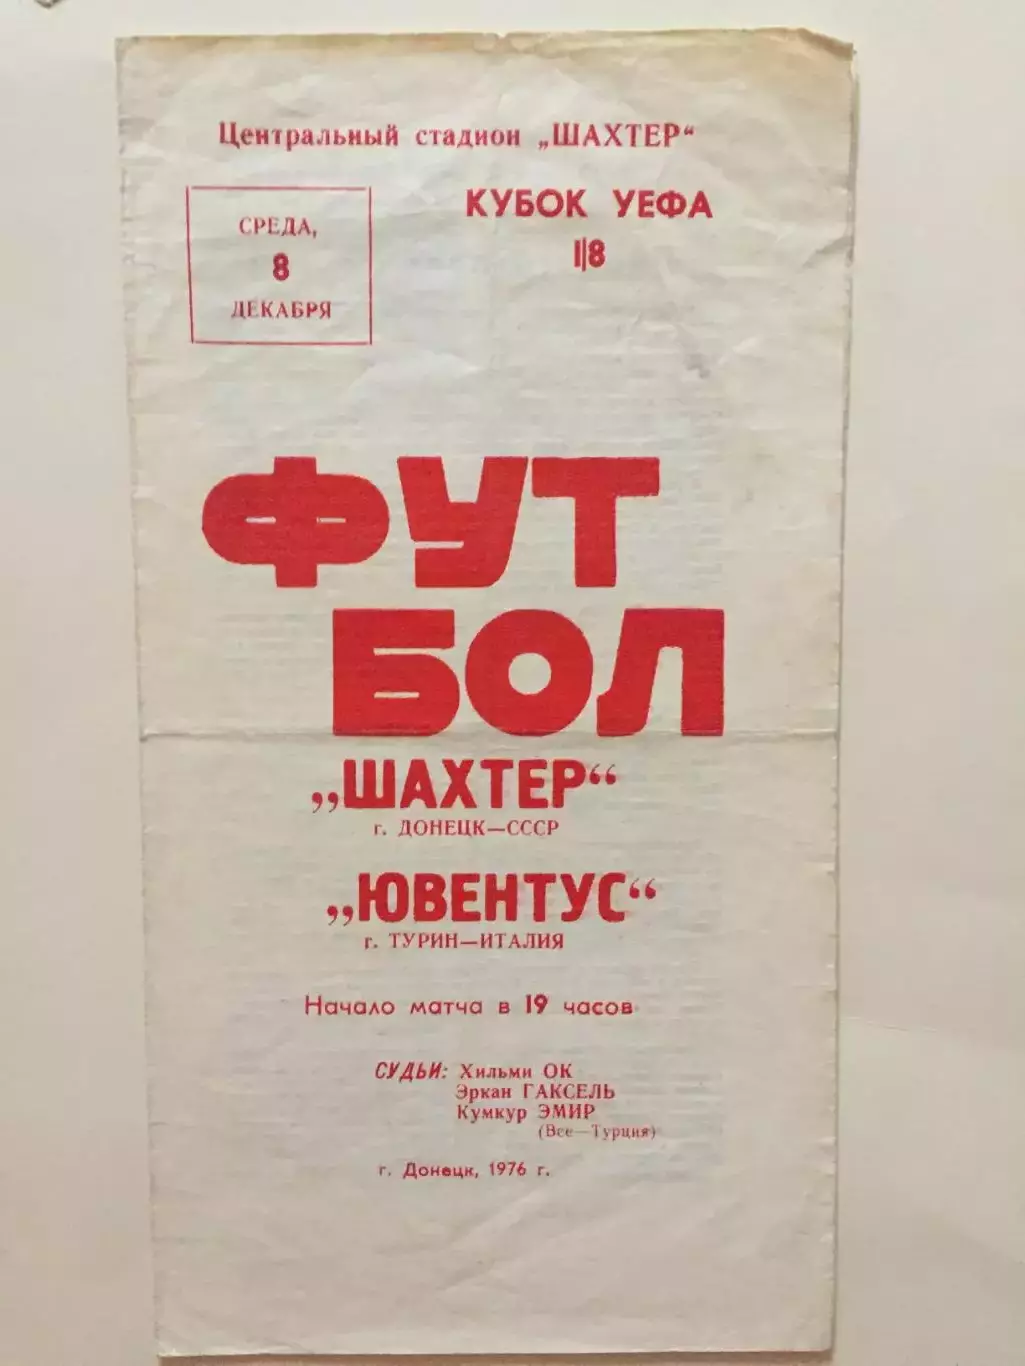 Центральный стадион „ШАХТЕР“
СРЕДА,
8
ДЕКАБРЯ
КУБОК УЕФА
1/8
ФУТ
БОЛ
„ШАХТЕР“
г. ДОНЕЦК—СССР
„ЮВЕНТУС“
г. ТУРИН—ИТАЛИЯ
Начало матча в 19 часов
СУДЬИ: Хильми ОК
Эркан ГАКСЕЛЬ
Кумкур ЭМИР
(Все—Турция)
г. Донецк, 1976 г.